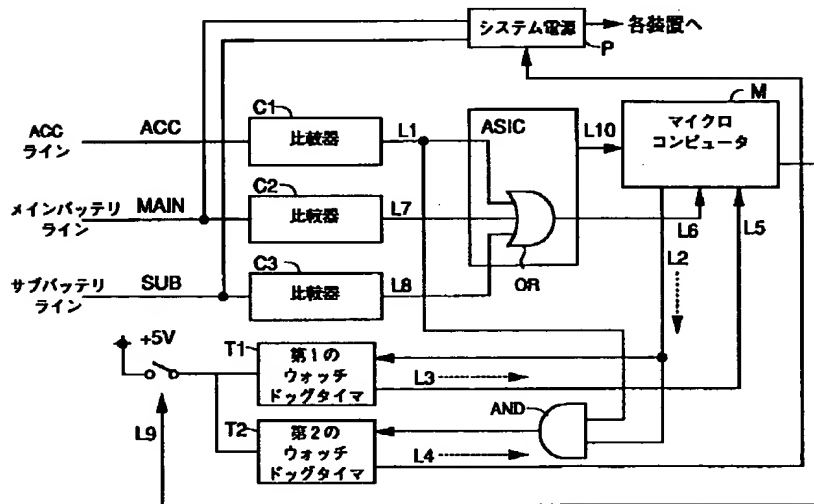 システム電源
各装置へ
P
M
C1
ACC
ライン
ACC
比較器
L1
ASIC
L10
マイクロ
コンピュータ
C2
メインバッテリ
ライン
MAIN
比較器
L7
L6
L5
OR
L2
C3
サブバッテリ
ライン
SUB
比較器
L8
+5V
T1
第1の
ウォッチ
ドッグタイマ
L3
AND
L9
T2
第2の
ウォッチ
ドッグタイマ
L4